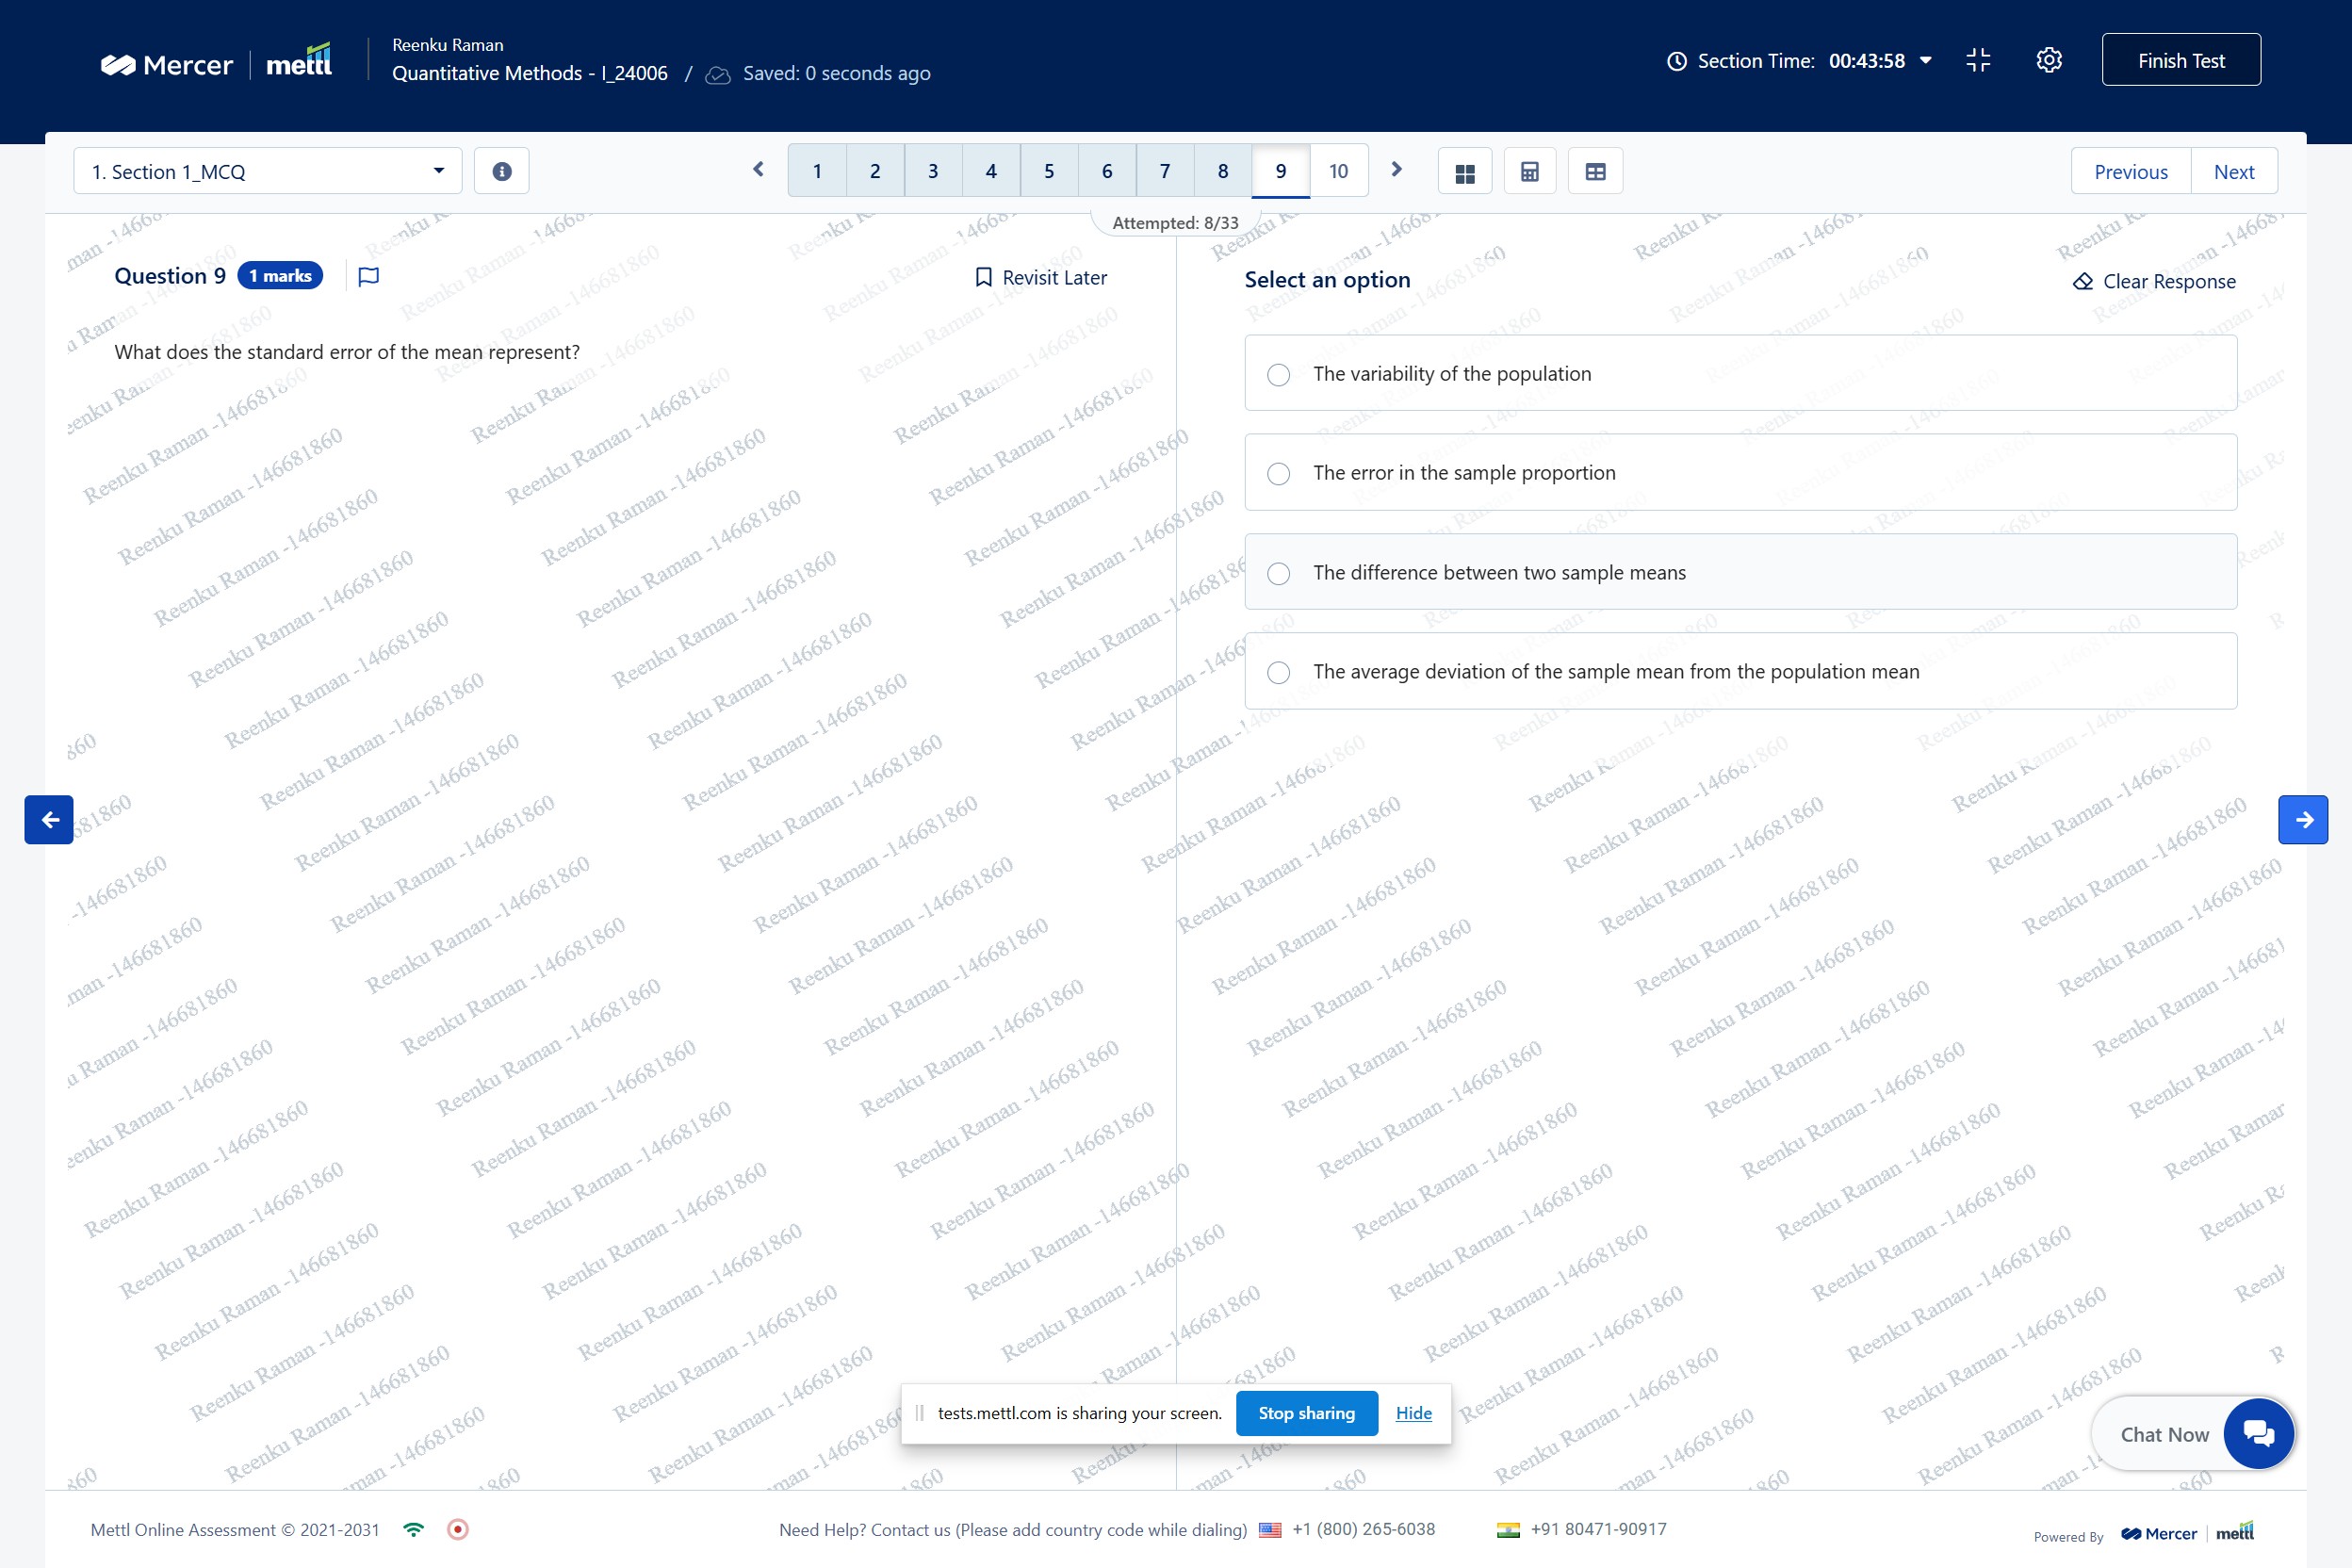 Mercer | mettl
Reenku Raman
Quantitative Methods - I_24006 / Saved: 0 seconds ago
Section Time: 00:43:58
Finish Test
1. Section 1_MCQ
1 2 3 4 5 6 7 8 9 10
Previous Next
Attempted: 8/33
Question 9 1 marks
Revisit Later
What does the standard error of the mean represent?
Select an option
Clear Response
The variability of the population
The error in the sample proportion
The difference between two sample means
The average deviation of the sample mean from the population mean
Reenku Raman -146681860
tests.mettl.com is sharing your screen. Stop sharing Hide
Chat Now
Mettl Online Assessment © 2021-2031
Need Help? Contact us (Please add country code while dialing) +1 (800) 265-6038 +91 80471-90917
Powered By Mercer | mettl